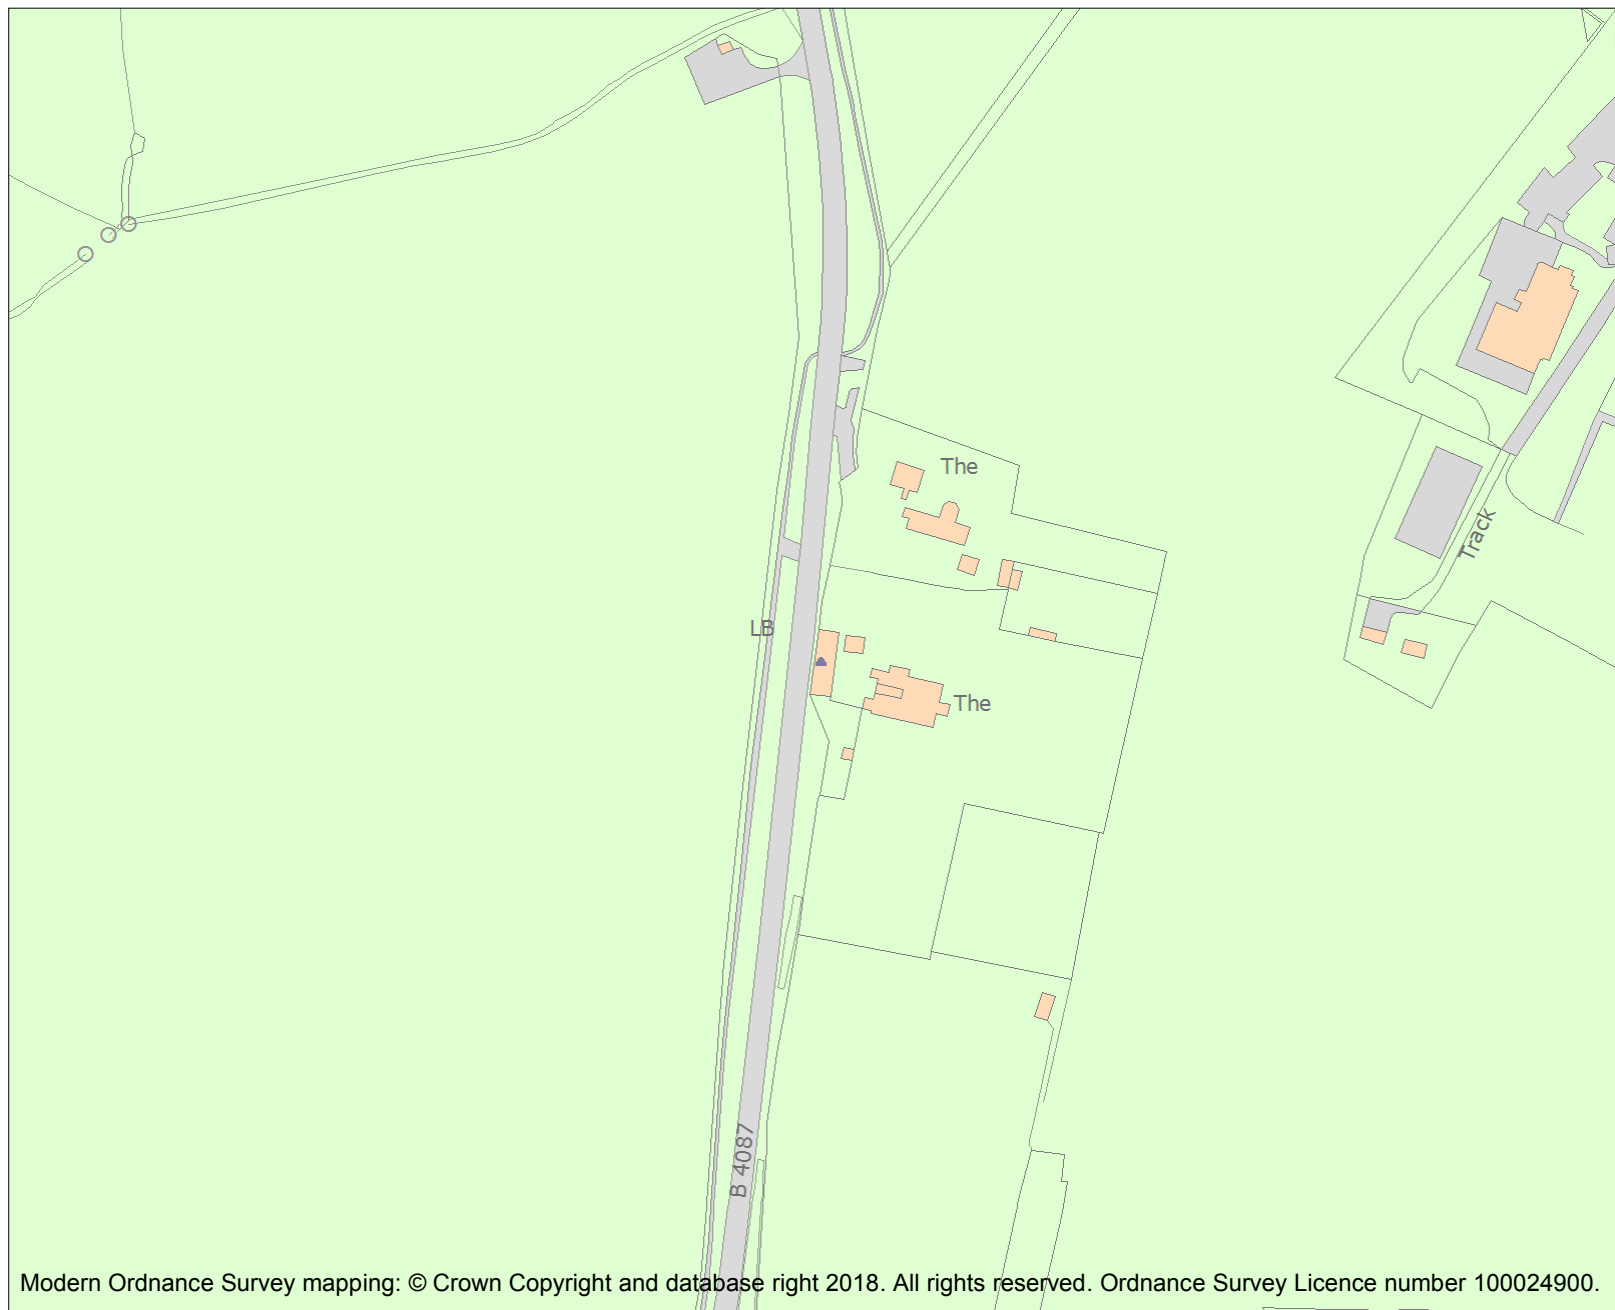 The
Track
LB
The
B 4087
Modern Ordnance Survey mapping: © Crown Copyright and database right 2018. All rights reserved. Ordnance Survey Licence number 100024900.